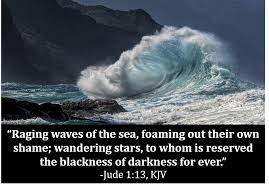 “Raging waves of the sea, foaming out their own
shame; wandering stars, to whom is reserved
the blackness of darkness for ever.”
-Jude 1:13, KJV